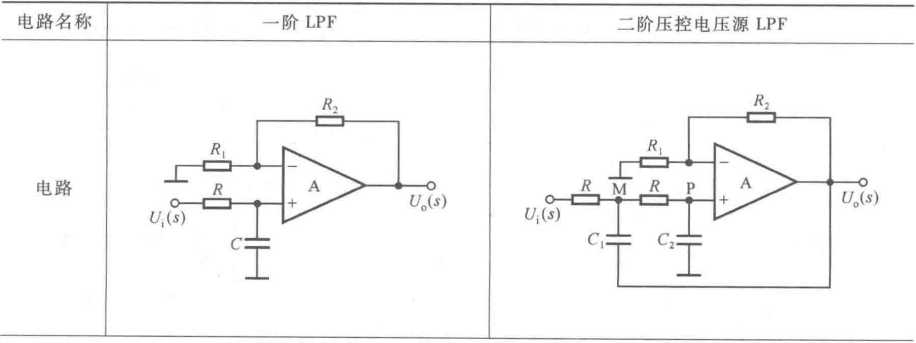 电路名称
一阶 LPF
二阶压控电压源 LPF
电路
R₂
R₁
−
A
R
+
Uᵢ(s)
Uₒ(s)
C
R₂
R₁
−
A
R
M
R
P
+
Uᵢ(s)
Uₒ(s)
C₁
C₂